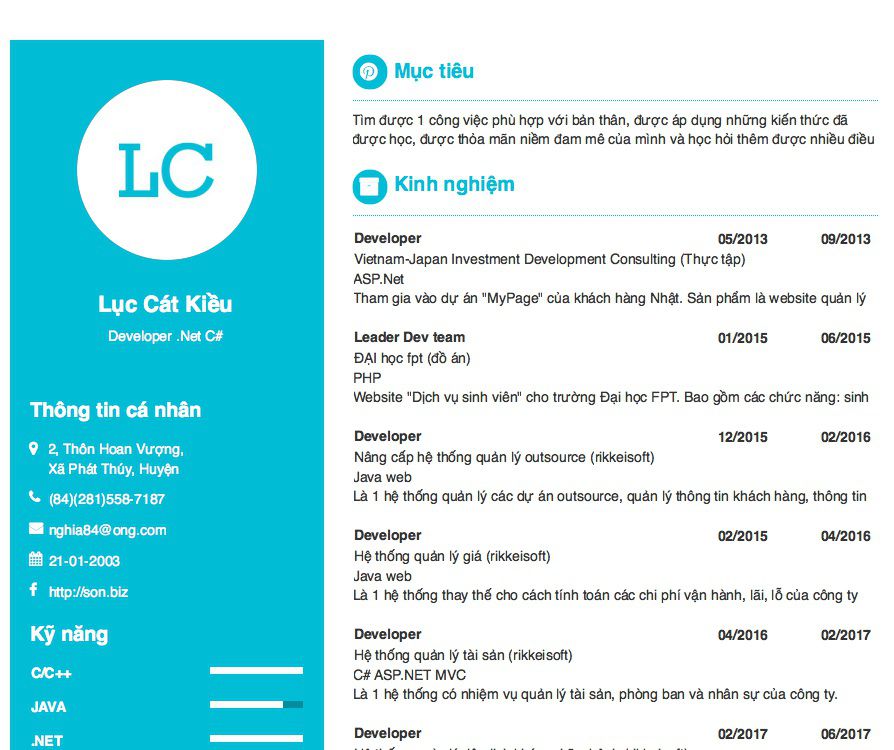 LC
Lục Cát Kiều
Developer .Net C#
Thông tin cá nhân
2, Thôn Hoan Vượng,
Xã Phát Thúy, Huyện
(84)(281)558-7187
nghia84@ong.com
21-01-2003
http://son.biz
Kỹ năng
C/C++
JAVA
.NET
Mục tiêu
Tìm được 1 công việc phù hợp với bản thân, được áp dụng những kiến thức đã
được học, được thỏa mãn niềm đam mê của mình và học hỏi thêm được nhiều điều
Kinh nghiệm
Developer 05/2013 09/2013
Vietnam-Japan Investment Development Consulting (Thực tập)
ASP.Net
Tham gia vào dự án "MyPage" của khách hàng Nhật. Sản phẩm là website quản lý
Leader Dev team 01/2015 06/2015
ĐẠI học fpt (đồ án)
PHP
Website "Dịch vụ sinh viên" cho trường Đại học FPT. Bao gồm các chức năng: sinh
Developer 12/2015 02/2016
Nâng cấp hệ thống quản lý outsource (rikkeisoft)
Java web
Là 1 hệ thống quản lý các dự án outsource, quản lý thông tin khách hàng, thông tin
Developer 02/2015 04/2016
Hệ thống quản lý giá (rikkeisoft)
Java web
Là 1 hệ thống thay thế cho cách tính toán các chi phí vận hành, lãi, lỗ của công ty
Developer 04/2016 02/2017
Hệ thống quản lý tài sản (rikkeisoft)
C# ASP.NET MVC
Là 1 hệ thống có nhiệm vụ quản lý tài sản, phòng ban và nhân sự của công ty.
Developer 02/2017 06/2017